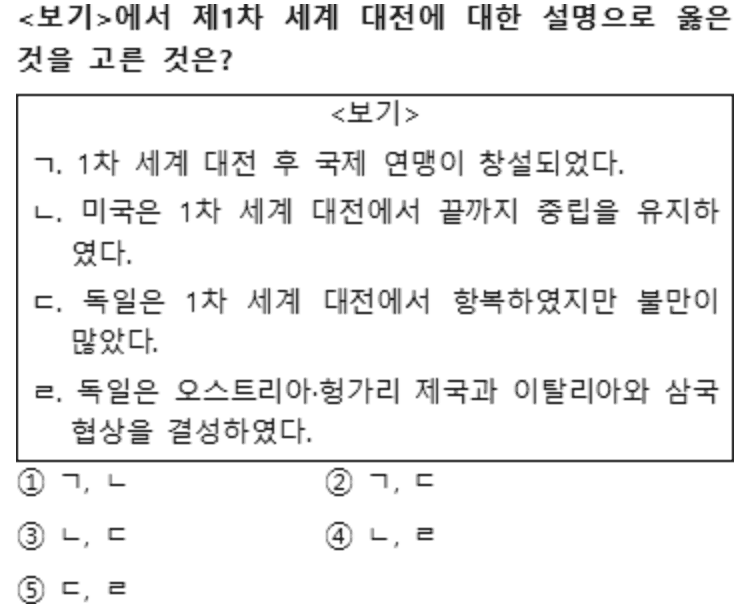 <보기>에서 제1차 세계 대전에 대한 설명으로 옳은
것을 고른 것은?
<보기>
ㄱ. 1차 세계 대전 후 국제 연맹이 창설되었다.
ㄴ. 미국은 1차 세계 대전에서 끝까지 중립을 유지하
였다.
ㄷ. 독일은 1차 세계 대전에서 항복하였지만 불만이
많았다.
ㄹ. 독일은 오스트리아·헝가리 제국과 이탈리아와 삼국
협상을 결성하였다.
① ㄱ, ㄴ ② ㄱ, ㄷ
③ ㄴ, ㄷ ④ ㄴ, ㄹ
⑤ ㄷ, ㄹ